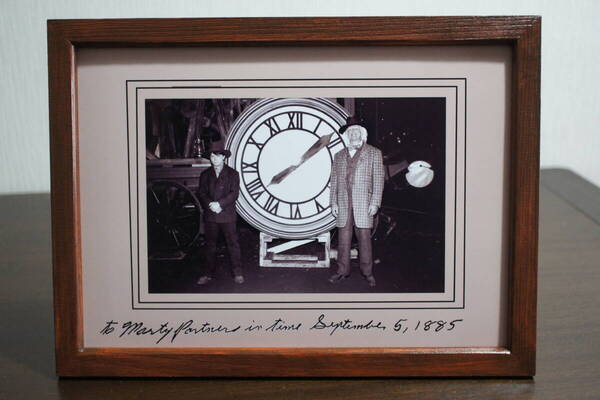 to Marty Partners in time September 5, 1885